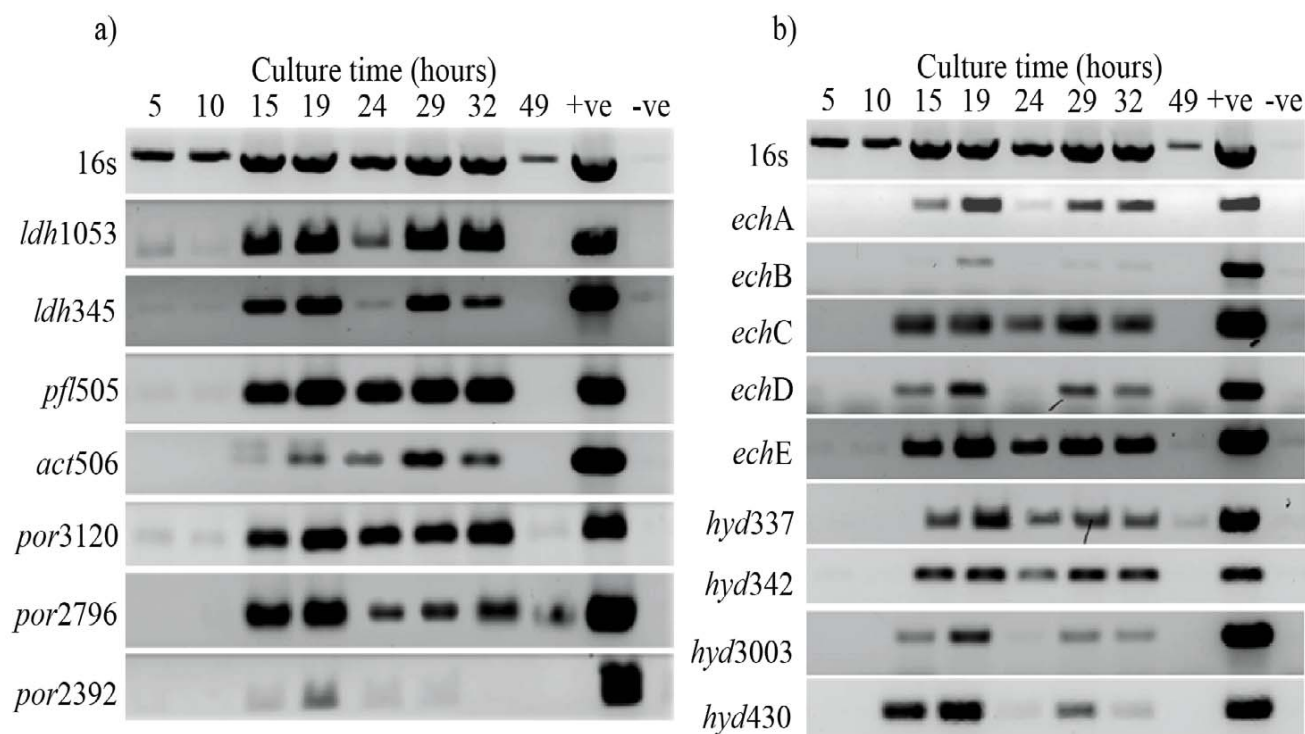 a)
Culture time (hours)
5 10 15 19 24 29 32 49 +ve -ve
16s
ldh1053
ldh345
pfl505
act506
por3120
por2796
por2392
b)
Culture time (hours)
5 10 15 19 24 29 32 49 +ve -ve
16s
echA
echB
echC
echD
echE
hyd337
hyd342
hyd3003
hyd430